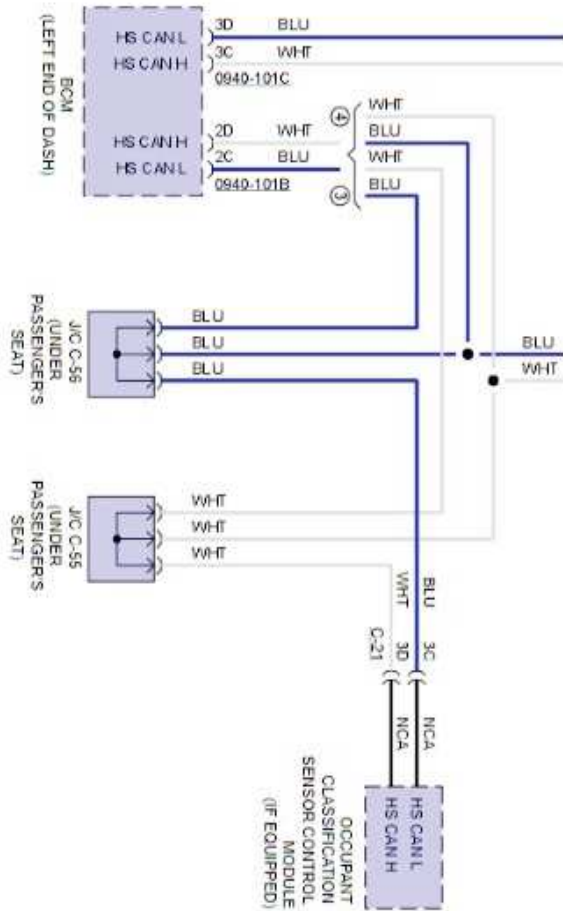 HS CAN L
3D
BLU
HS CAN H
3C
WHT
0940-101C
HS CAN H
2D
WHT
HS CAN L
2C
BLU
0940-101B
BCM
(LEFT END OF DASH)
4
WHT
BLU
WHT
3
BLU
BLU
BLU
BLU
BLU
WHT
J/C C-56
(UNDER
PASSENGER'S
SEAT)
WHT
WHT
WHT
J/C C-55
(UNDER
PASSENGER'S
SEAT)
BLU
WHT
3C
3D
C-21
NCA
NCA
HS CAN L
HS CAN H
OCCUPANT
CLASSIFICATION
SENSOR CONTROL
MODULE
(IF EQUIPPED)